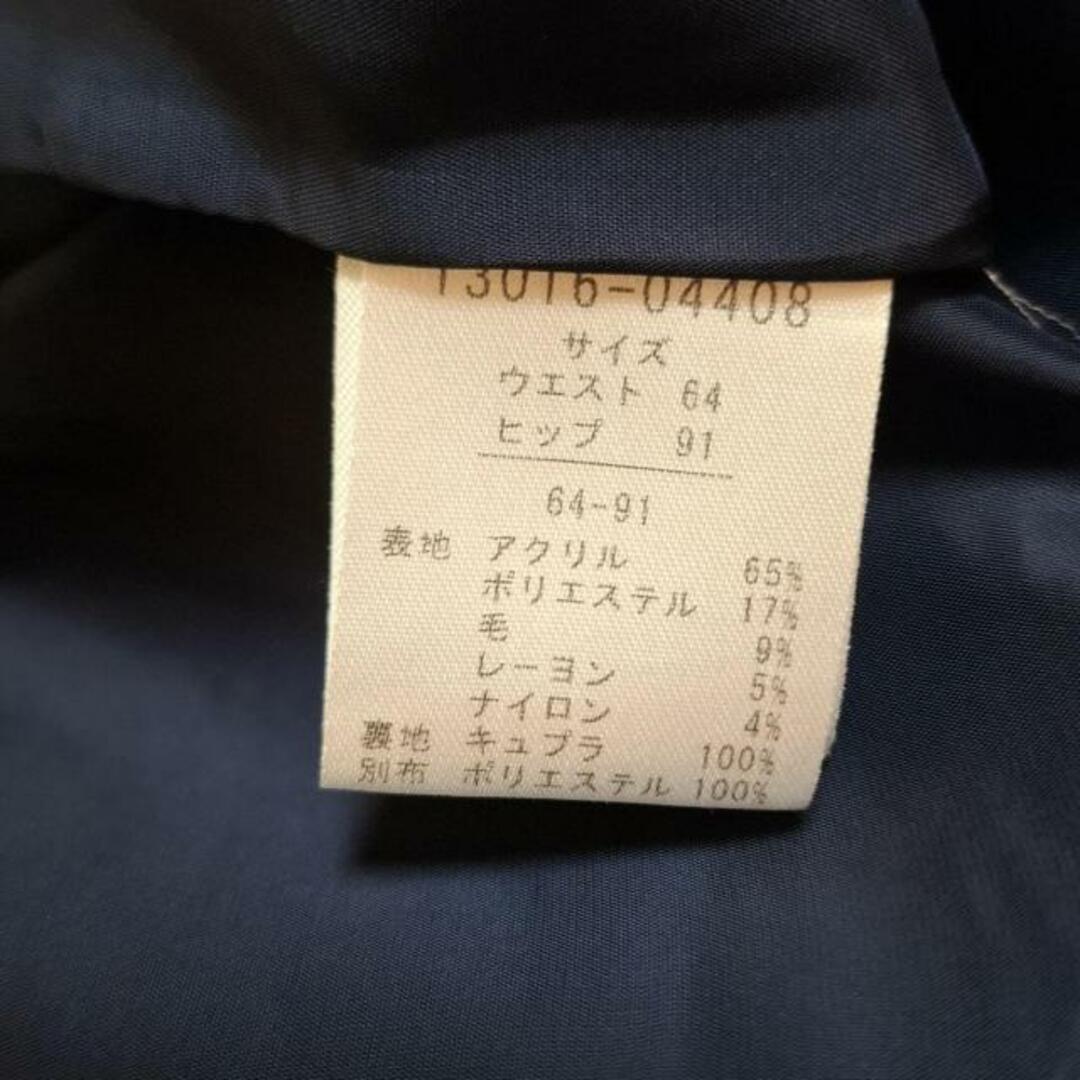 13016-04408
サイズ
ウエスト 64
ヒップ 91
64-91
表地 アクリル 65%
ポリエステル 17%
毛 9%
レーヨン 5%
ナイロン 4%
裏地 キュプラ 100%
別布 ポリエステル 100%